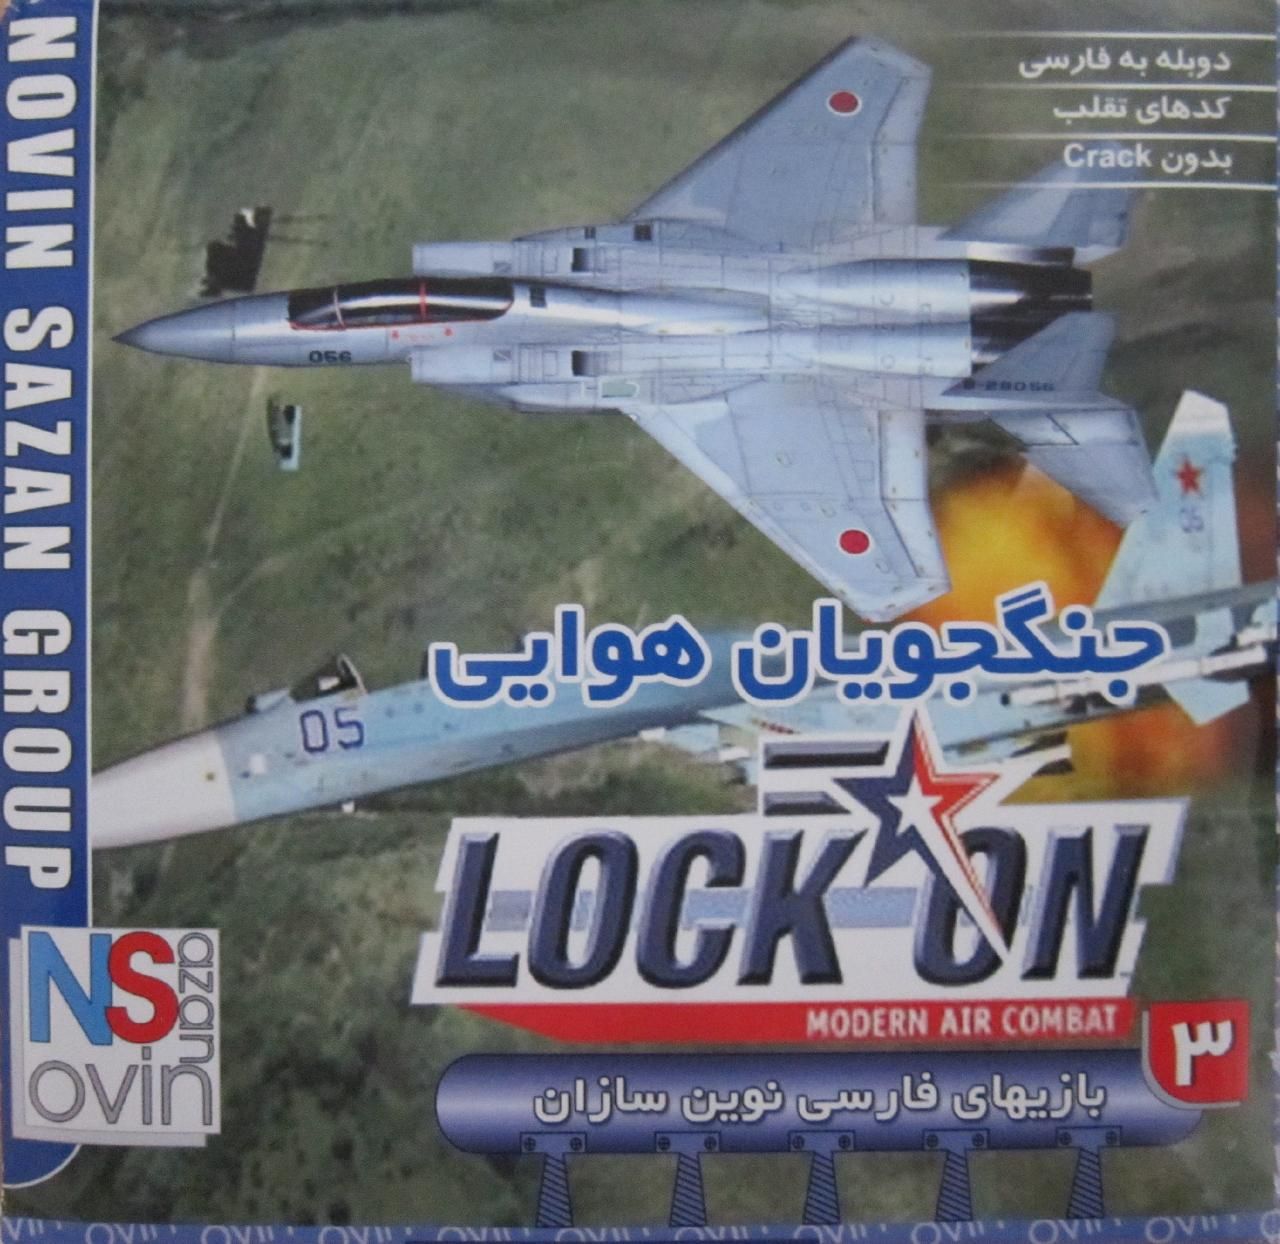 NOVIN SAZAN GROUP
دوبله به فارسی
کدهای تقلب
بدون Crack
056
05
05
جنگجویان هوایی
LOCK ON
MODERN AIR COMBAT
۳
بازیهای فارسی نوین سازان
NS
azan
ovin